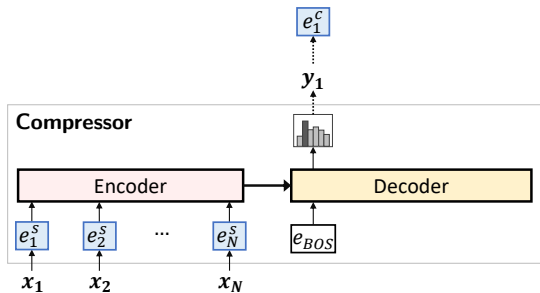 e_1^c
y_1
Compressor
Encoder
Decoder
e_1^s e_2^s ... e_N^s e_BOS
x_1 x_2 x_N